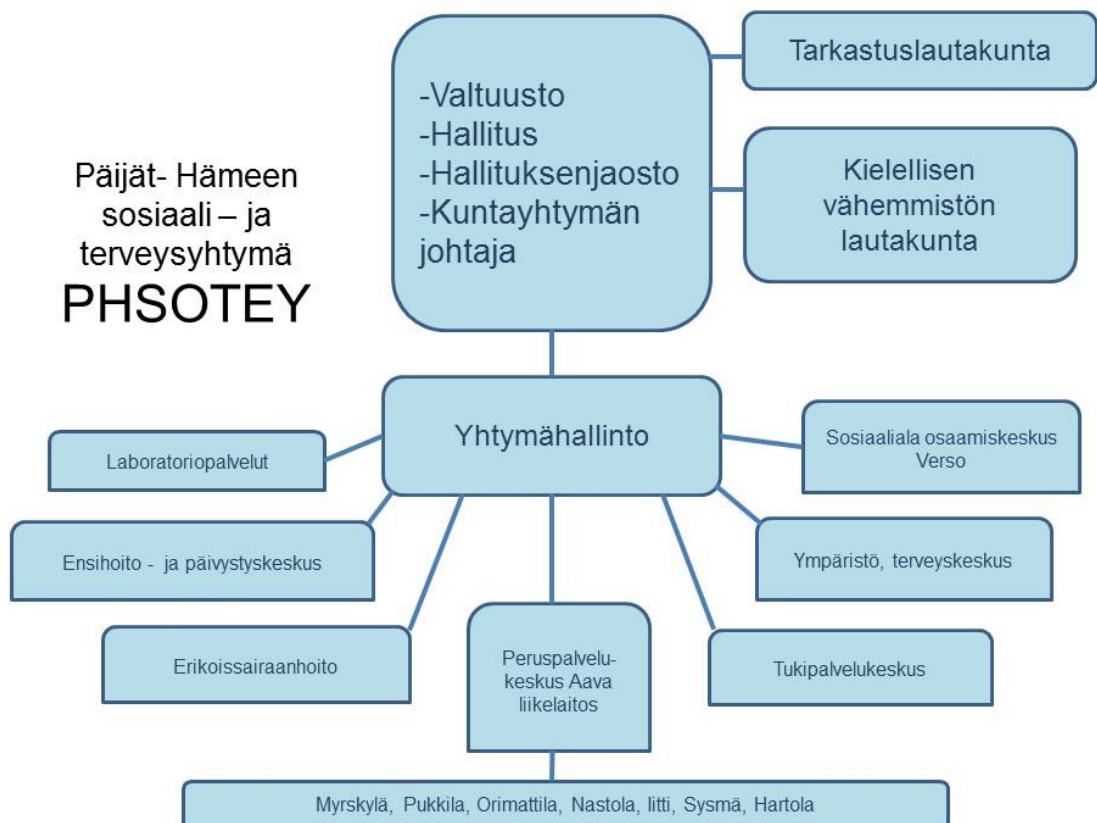 Päijät- Hämeen
sosiaali – ja
terveysyhtymä
PHSOTEY
-Valtuusto
-Hallitus
-Hallituksenjaosto
-Kuntayhtymän
johtaja
Tarkastuslautakunta
Kielellisen
vähemmistön
lautakunta
Yhtymähallinto
Laboratoriopalvelut
Sosiaaliala osaamiskeskus
Verso
Ensihoito - ja päivystyskeskus
Ympäristö, terveyskeskus
Erikoissairaanhoito
Peruspalvelu-
keskus Aava
liikelaitos
Tukipalvelukeskus
Myrskylä, Pukkila, Orimattila, Nastola, Iitti, Sysmä, Hartola